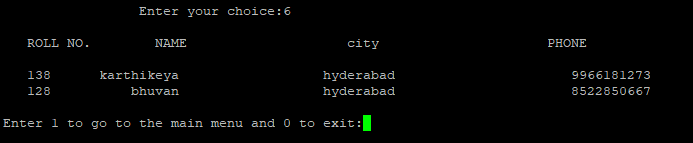 Enter your choice:6
ROLL NO. NAME city PHONE
138 karthikeya hyderabad 9966181273
128 bhuvan hyderabad 8522850667
Enter 1 to go to the main menu and 0 to exit: